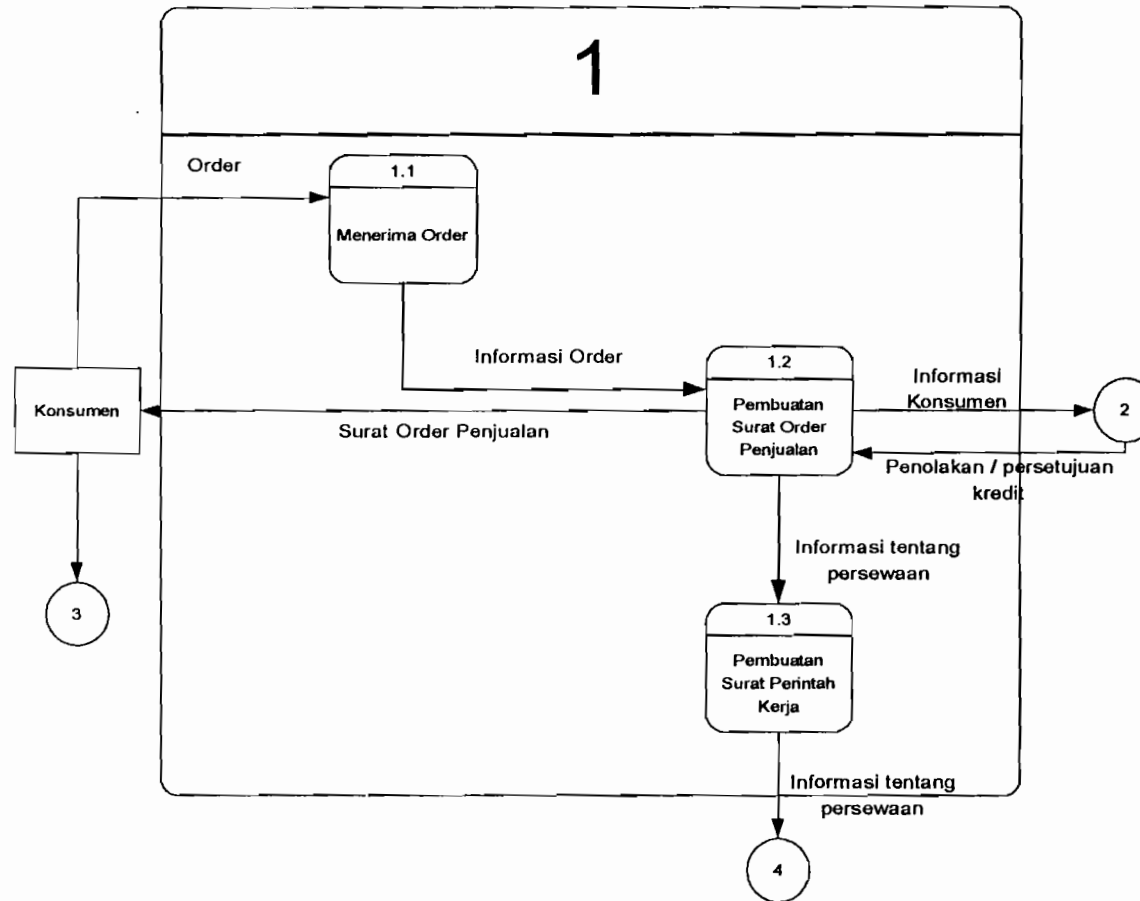 1
Order
1.1
Menerima Order
Informasi Order
1.2
Pembuatan
Surat Order
Penjualan
Informasi
Konsumen
2
Konsumen
Surat Order Penjualan
Penolakan / persetujuan
kredit
Informasi tentang
persewaan
3
1.3
Pembuatan
Surat Perintah
Kerja
Informasi tentang
persewaan
4